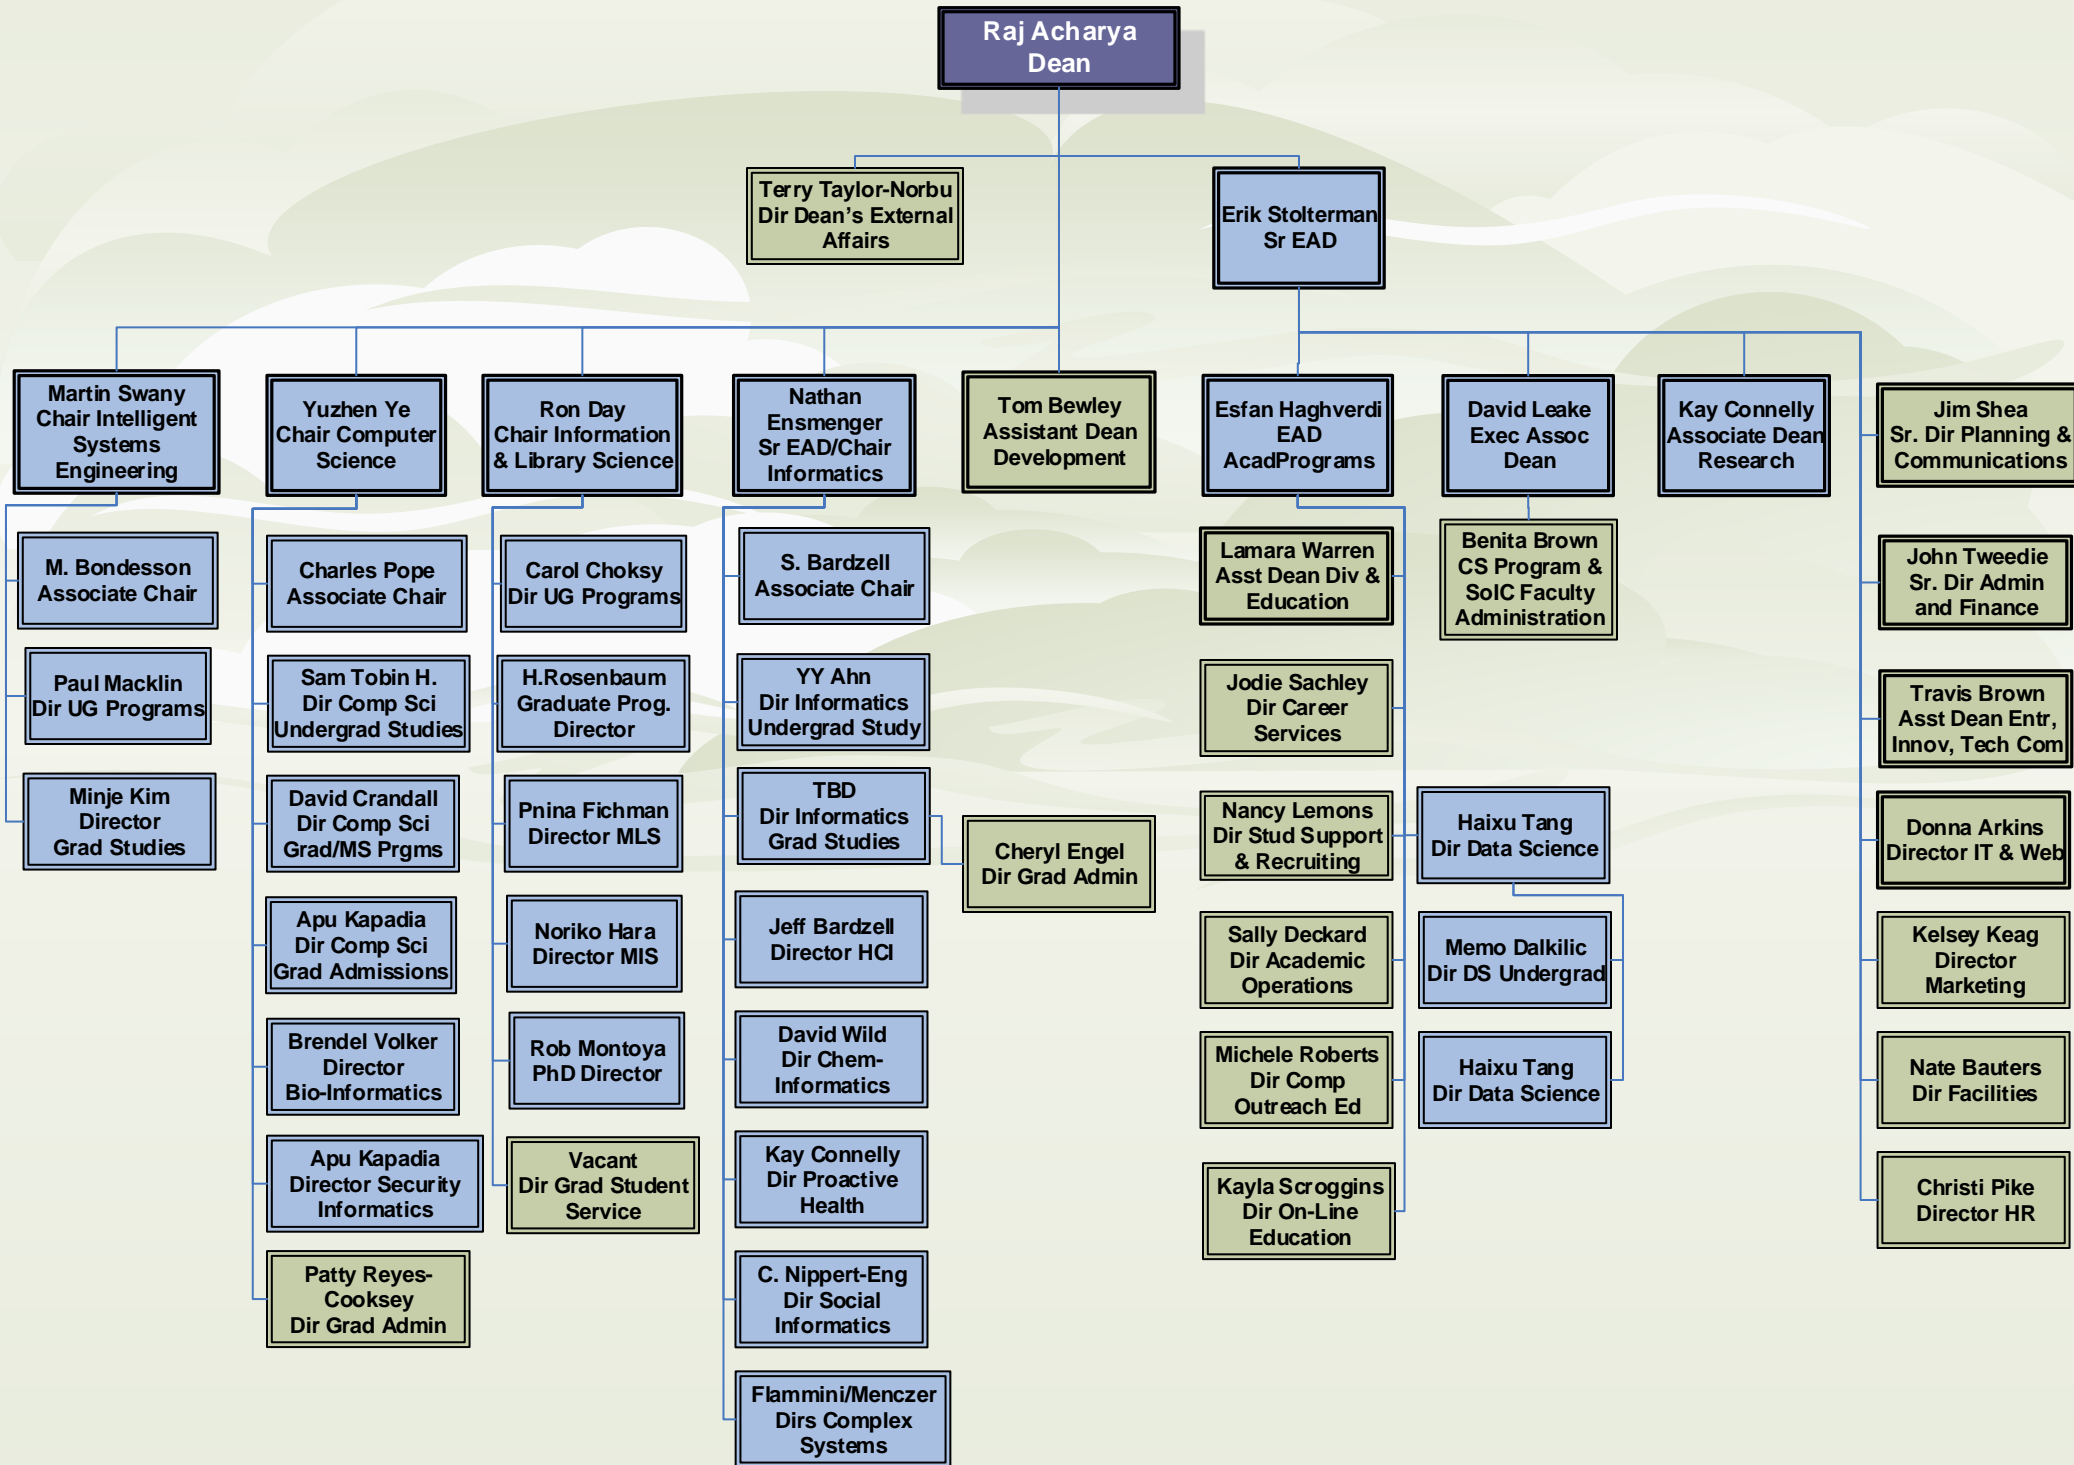 Raj Acharya
Dean
Terry Taylor-Norbu
Dir Dean's External
Affairs
Erik Stolterman
Sr EAD
Martin Swany
Chair Intelligent
Systems
Engineering
Yuzhen Ye
Chair Computer
Science
Ron Day
Chair Information
& Library Science
Nathan
Ensmenger
Sr EAD/Chair
Informatics
Tom Bewley
Assistant Dean
Development
Esfan Haghverdi
EAD
AcadPrograms
David Leake
Exec Assoc
Dean
Kay Connelly
Associate Dean
Research
Jim Shea
Sr. Dir Planning &
Communications
M. Bondesson
Associate Chair
Paul Macklin
Dir UG Programs
Minje Kim
Director
Grad Studies
Charles Pope
Associate Chair
Sam Tobin H.
Dir Comp Sci
Undergrad Studies
David Crandall
Dir Comp Sci
Grad/MS Prgms
Apu Kapadia
Dir Comp Sci
Grad Admissions
Brendel Volker
Director
Bio-Informatics
Apu Kapadia
Director Security
Informatics
Patty Reyes-
Cooksey
Dir Grad Admin
Carol Choksy
Dir UG Programs
H.Rosenbaum
Graduate Prog.
Director
Pnina Fichman
Director MLS
Noriko Hara
Director MIS
Rob Montoya
PhD Director
Vacant
Dir Grad Student
Service
S. Bardzell
Associate Chair
YY Ahn
Dir Informatics
Undergrad Study
TBD
Dir Informatics
Grad Studies
Cheryl Engel
Dir Grad Admin
Jeff Bardzell
Director HCI
David Wild
Dir Chem-
Informatics
Kay Connelly
Dir Proactive
Health
C. Nippert-Eng
Dir Social
Informatics
Flammini/Menczer
Dirs Complex
Systems
Lamara Warren
Asst Dean Div &
Education
Jodie Sachley
Dir Career
Services
Nancy Lemons
Dir Stud Support
& Recruiting
Sally Deckard
Dir Academic
Operations
Michele Roberts
Dir Comp
Outreach Ed
Kayla Scroggins
Dir On-Line
Education
Haixu Tang
Dir Data Science
Memo Dalkilic
Dir DS Undergrad
Haixu Tang
Dir Data Science
Benita Brown
CS Program &
SoIC Faculty
Administration
John Tweedie
Sr. Dir Admin
and Finance
Travis Brown
Asst Dean Entr,
Innov, Tech Com
Donna Arkins
Director IT & Web
Kelsey Keag
Director
Marketing
Nate Bauters
Dir Facilities
Christi Pike
Director HR